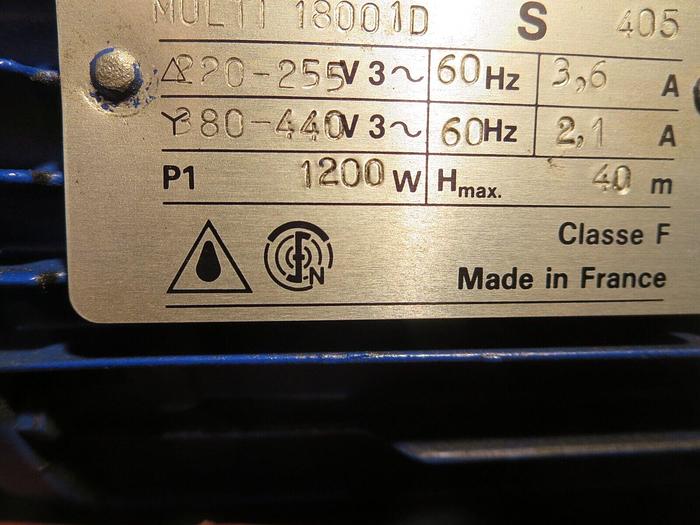 MULTI 18001D S 405
△220-255V 3~ 60Hz 3,6 A
Y380-440V 3~ 60Hz 2,1 A
P1 1200 W Hmax. 40 m
Classe F
Made in France